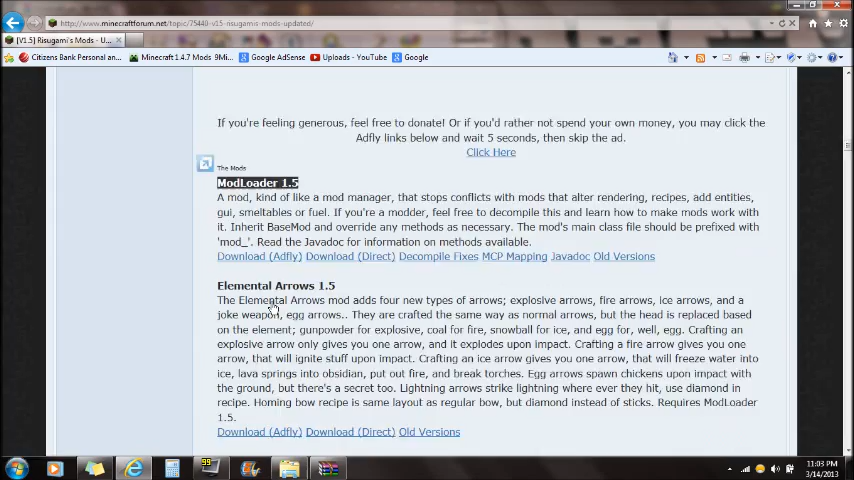 www.minecraftforum.net/topic/75440-v15-risugamis-mods-updated/
[V1.5] Risugami's Mods - U...
Citizens Bank Personal an...
Minecraft 1.4.7 Mods 9Mi...
Google AdSense
Uploads - YouTube
Google
If you're feeling generous, feel free to donate! Or if you'd rather not spend your own money, you may click the
Adfly links below and wait 5 seconds, then skip the ad.
Click Here
The Mods
ModLoader 1.5
A mod, kind of like a mod manager, that stops conflicts with mods that alter rendering, recipes, add entities,
gui, smeltables or fuel. If you're a modder, feel free to decompile this and learn how to make mods work with
it. Inherit BaseMod and override any methods as necessary. The mod's main class file should be prefixed with
'mod_'. Read the Javadoc for information on methods available.
Download (Adfly) Download (Direct) Decompile Fixes MCP Mapping Javadoc Old Versions
Elemental Arrows 1.5
The Elemental Arrows mod adds four new types of arrows; explosive arrows, fire arrows, ice arrows, and a
joke weapon, egg arrows.. They are crafted the same way as normal arrows, but the head is replaced based
on the element; gunpowder for explosive, coal for fire, snowball for ice, and egg for, well, egg. Crafting an
explosive arrow only gives you one arrow, and it explodes upon impact. Crafting a fire arrow gives you one
arrow, that will ignite stuff upon impact. Crafting an ice arrow gives you one arrow, that will freeze water into
ice, lava springs into obsidian, put out fire, and break torches. Egg arrows spawn chickens upon impact with
the ground, but there's a secret too. Lightning arrows strike lightning where ever they hit, use diamond in
recipe. Homing bow recipe is same layout as regular bow, but diamond instead of sticks. Requires ModLoader
1.5.
Download (Adfly) Download (Direct) Old Versions
99
11:03 PM
3/14/2013